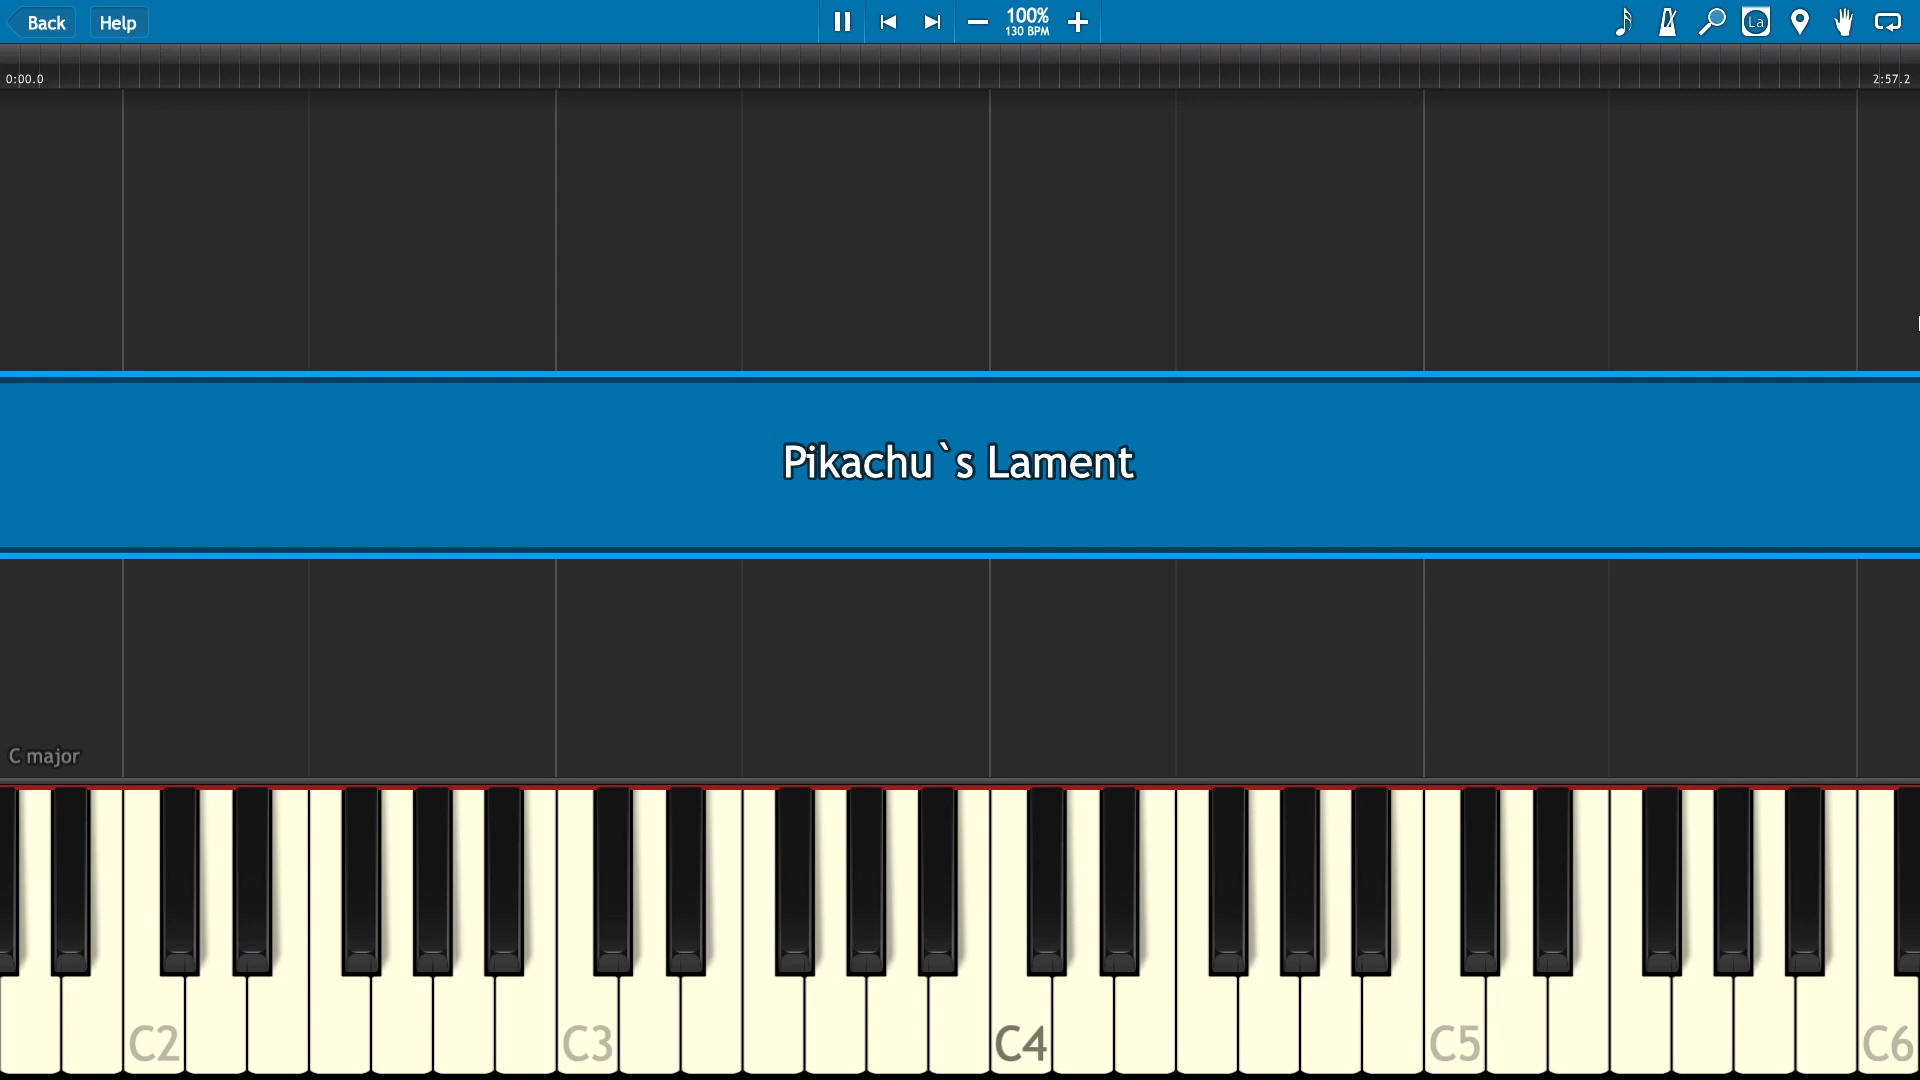 Back Help 100% La
130 BPM
0:00.0 2:57.2
Pikachu`s Lament
C major
C2 C3 C4 C5 C6